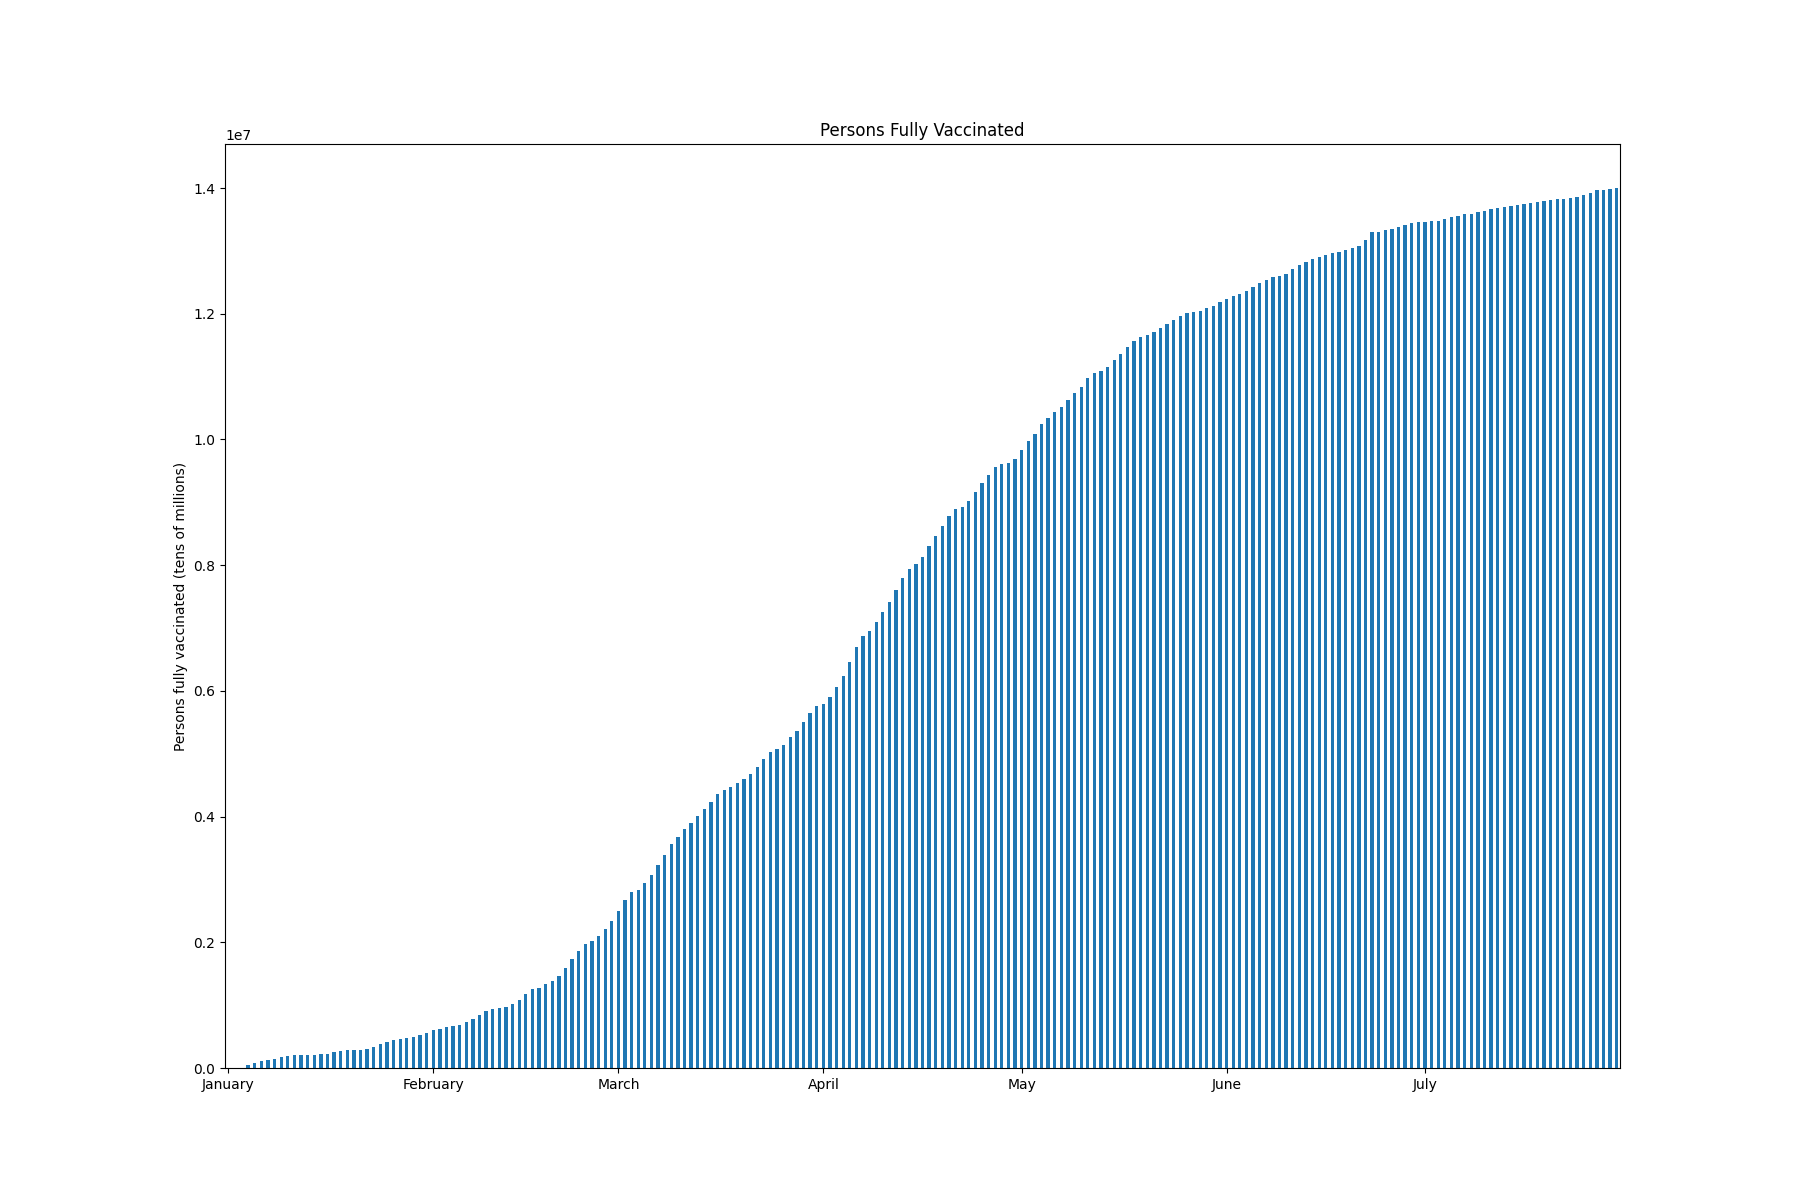 Persons Fully Vaccinated
1e7
1.4
1.2
1.0
0.8
0.6
0.4
0.2
0.0
Persons fully vaccinated (tens of millions)
January February March April May June July